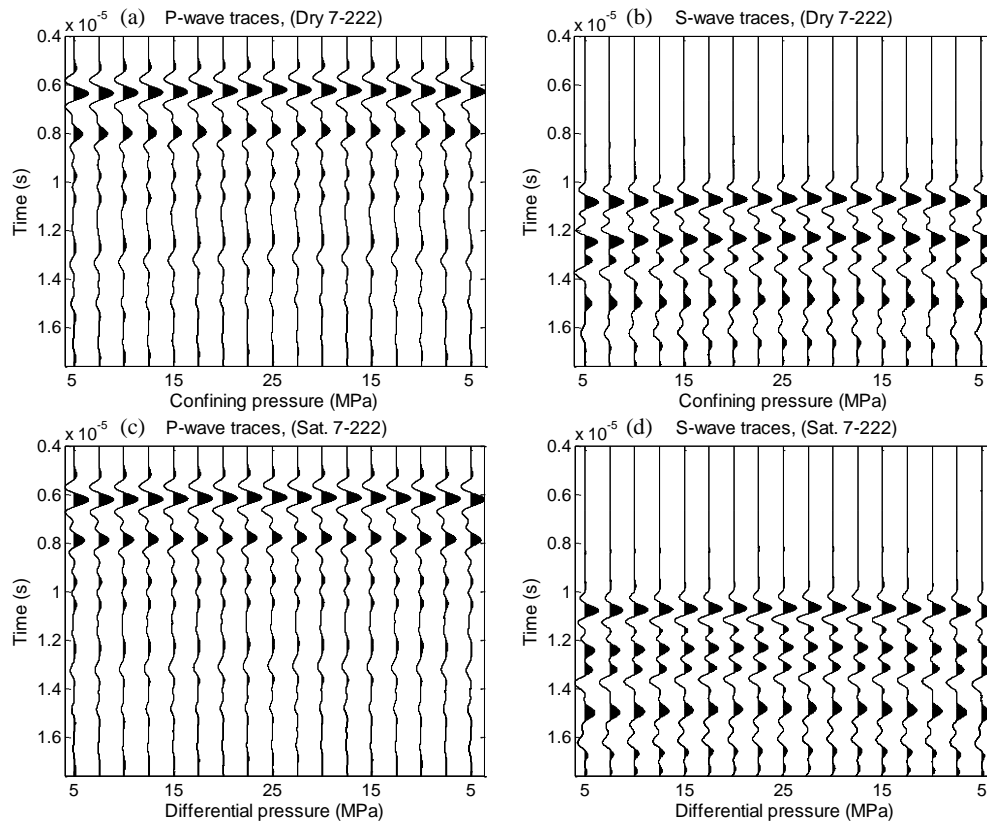 (a) P-wave traces, (Dry 7-222)
x 10^-5
0.4
0.6
0.8
1
1.2
1.4
1.6
Time (s)
5 15 25 15 5
Confining pressure (MPa)
(b) S-wave traces, (Dry 7-222)
x 10^-5
0.4
0.6
0.8
1
1.2
1.4
1.6
Time (s)
5 15 25 15 5
Confining pressure (MPa)
(c) P-wave traces, (Sat. 7-222)
x 10^-5
0.4
0.6
0.8
1
1.2
1.4
1.6
Time (s)
5 15 25 15 5
Differential pressure (MPa)
(d) S-wave traces, (Sat. 7-222)
x 10^-5
0.4
0.6
0.8
1
1.2
1.4
1.6
Time (s)
5 15 25 15 5
Differential pressure (MPa)